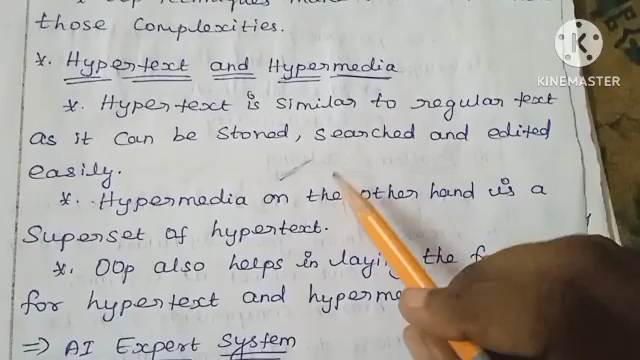 those Complexities.
*. Hypertext and Hypermedia
*. Hypertext is similar to regular text
as it can be stored, searched and edited
easily.
*. Hypermedia on the other hand is a
Superset of hypertext.
*. OOp also helps in laying the
for hypertext and
⇒ AI Expert System
KINEMASTER